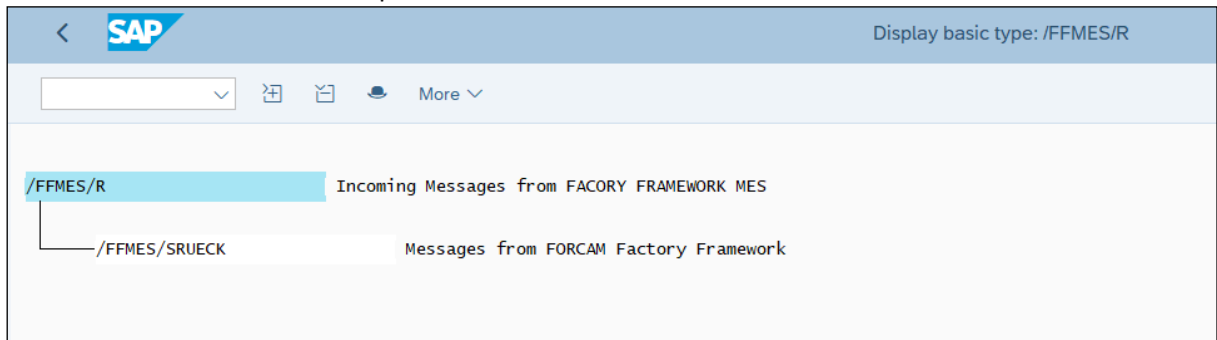 SAP Display basic type: /FFMES/R
More
/FFMES/R Incoming Messages from FACORY FRAMEWORK MES
/FFMES/SRUECK Messages from FORCAM Factory Framework